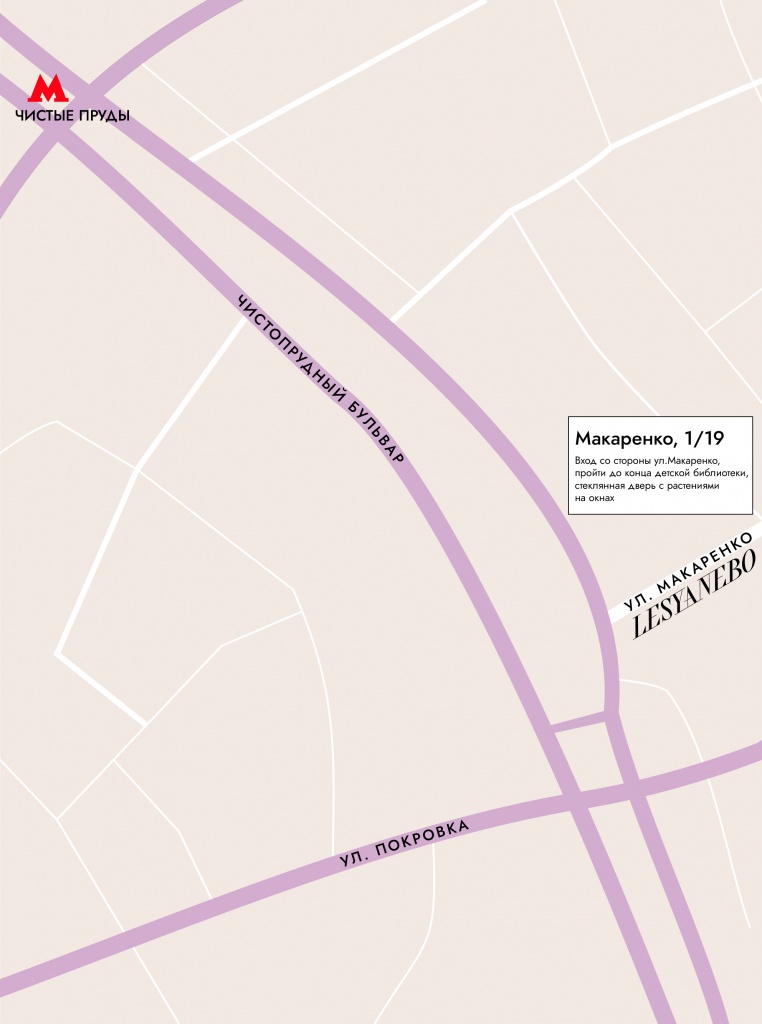 М
ЧИСТЫЕ ПРУДЫ
ЧИСТОПРУДНЫЙ БУЛЬВАР
Макаренко, 1/19
Вход со стороны ул.Макаренко,
пройти до конца детской библиотеки,
стеклянная дверь с растениями
на окнах
УЛ. МАКАРЕНКО
LESYANEBO
УЛ. ПОКРОВКА